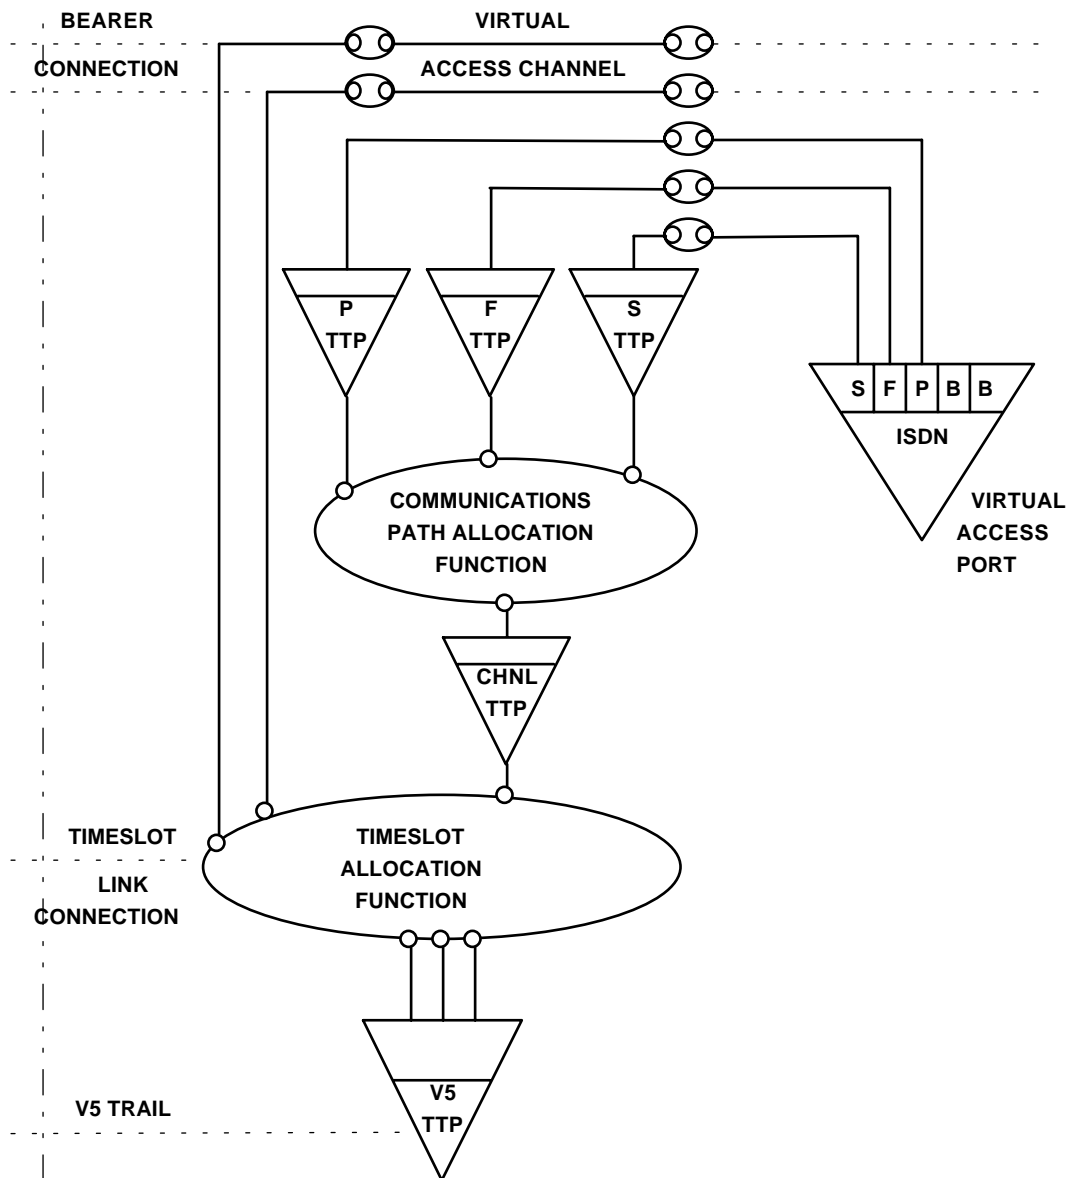 BEARER
CONNECTION
VIRTUAL
ACCESS CHANNEL
P
TTP
F
TTP
S
TTP
S F P B B
ISDN
VIRTUAL
ACCESS
PORT
COMMUNICATIONS
PATH ALLOCATION
FUNCTION
CHNL
TTP
TIMESLOT
LINK
CONNECTION
TIMESLOT
ALLOCATION
FUNCTION
V5 TRAIL
V5
TTP